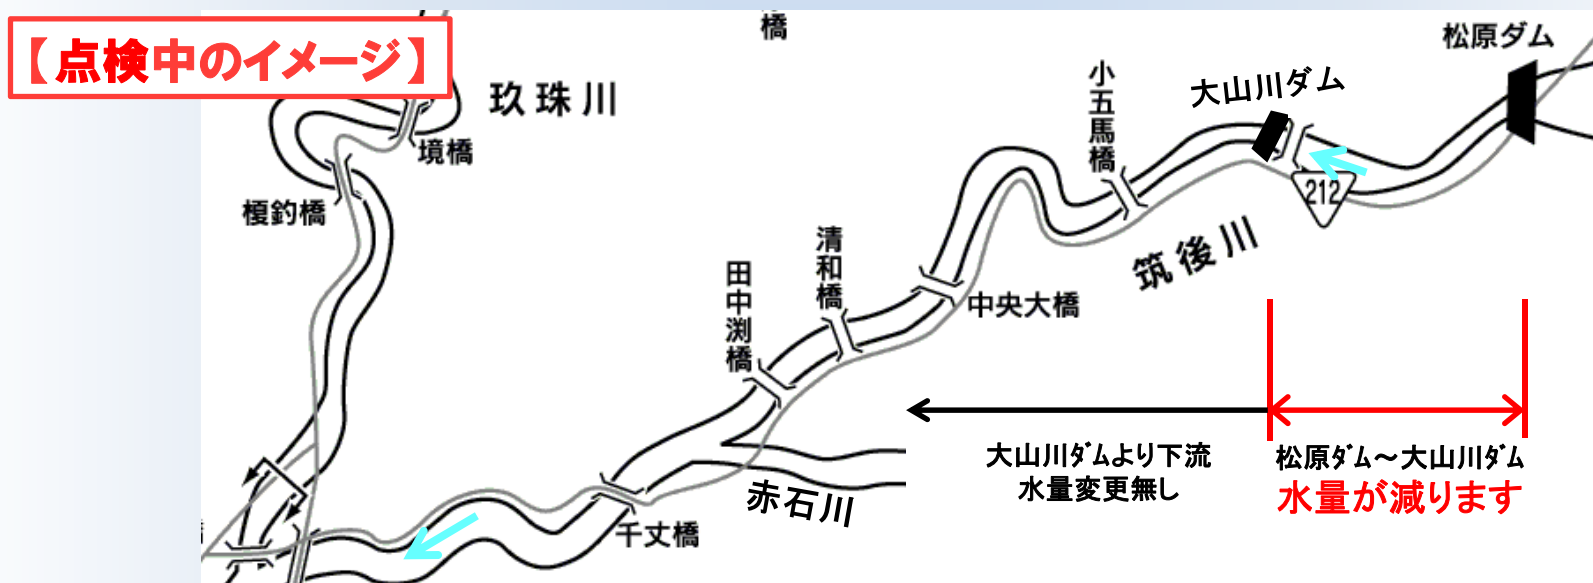 【点検中のイメージ】
橋
松原ダム
玖珠川
小五馬橋
大山川ダム
境橋
212
榎釣橋
筑後川
清和橋
田中渕橋
中央大橋
大山川ダムより下流
水量変更無し
松原ダム～大山川ダム
水量が減ります
赤石川
千丈橋